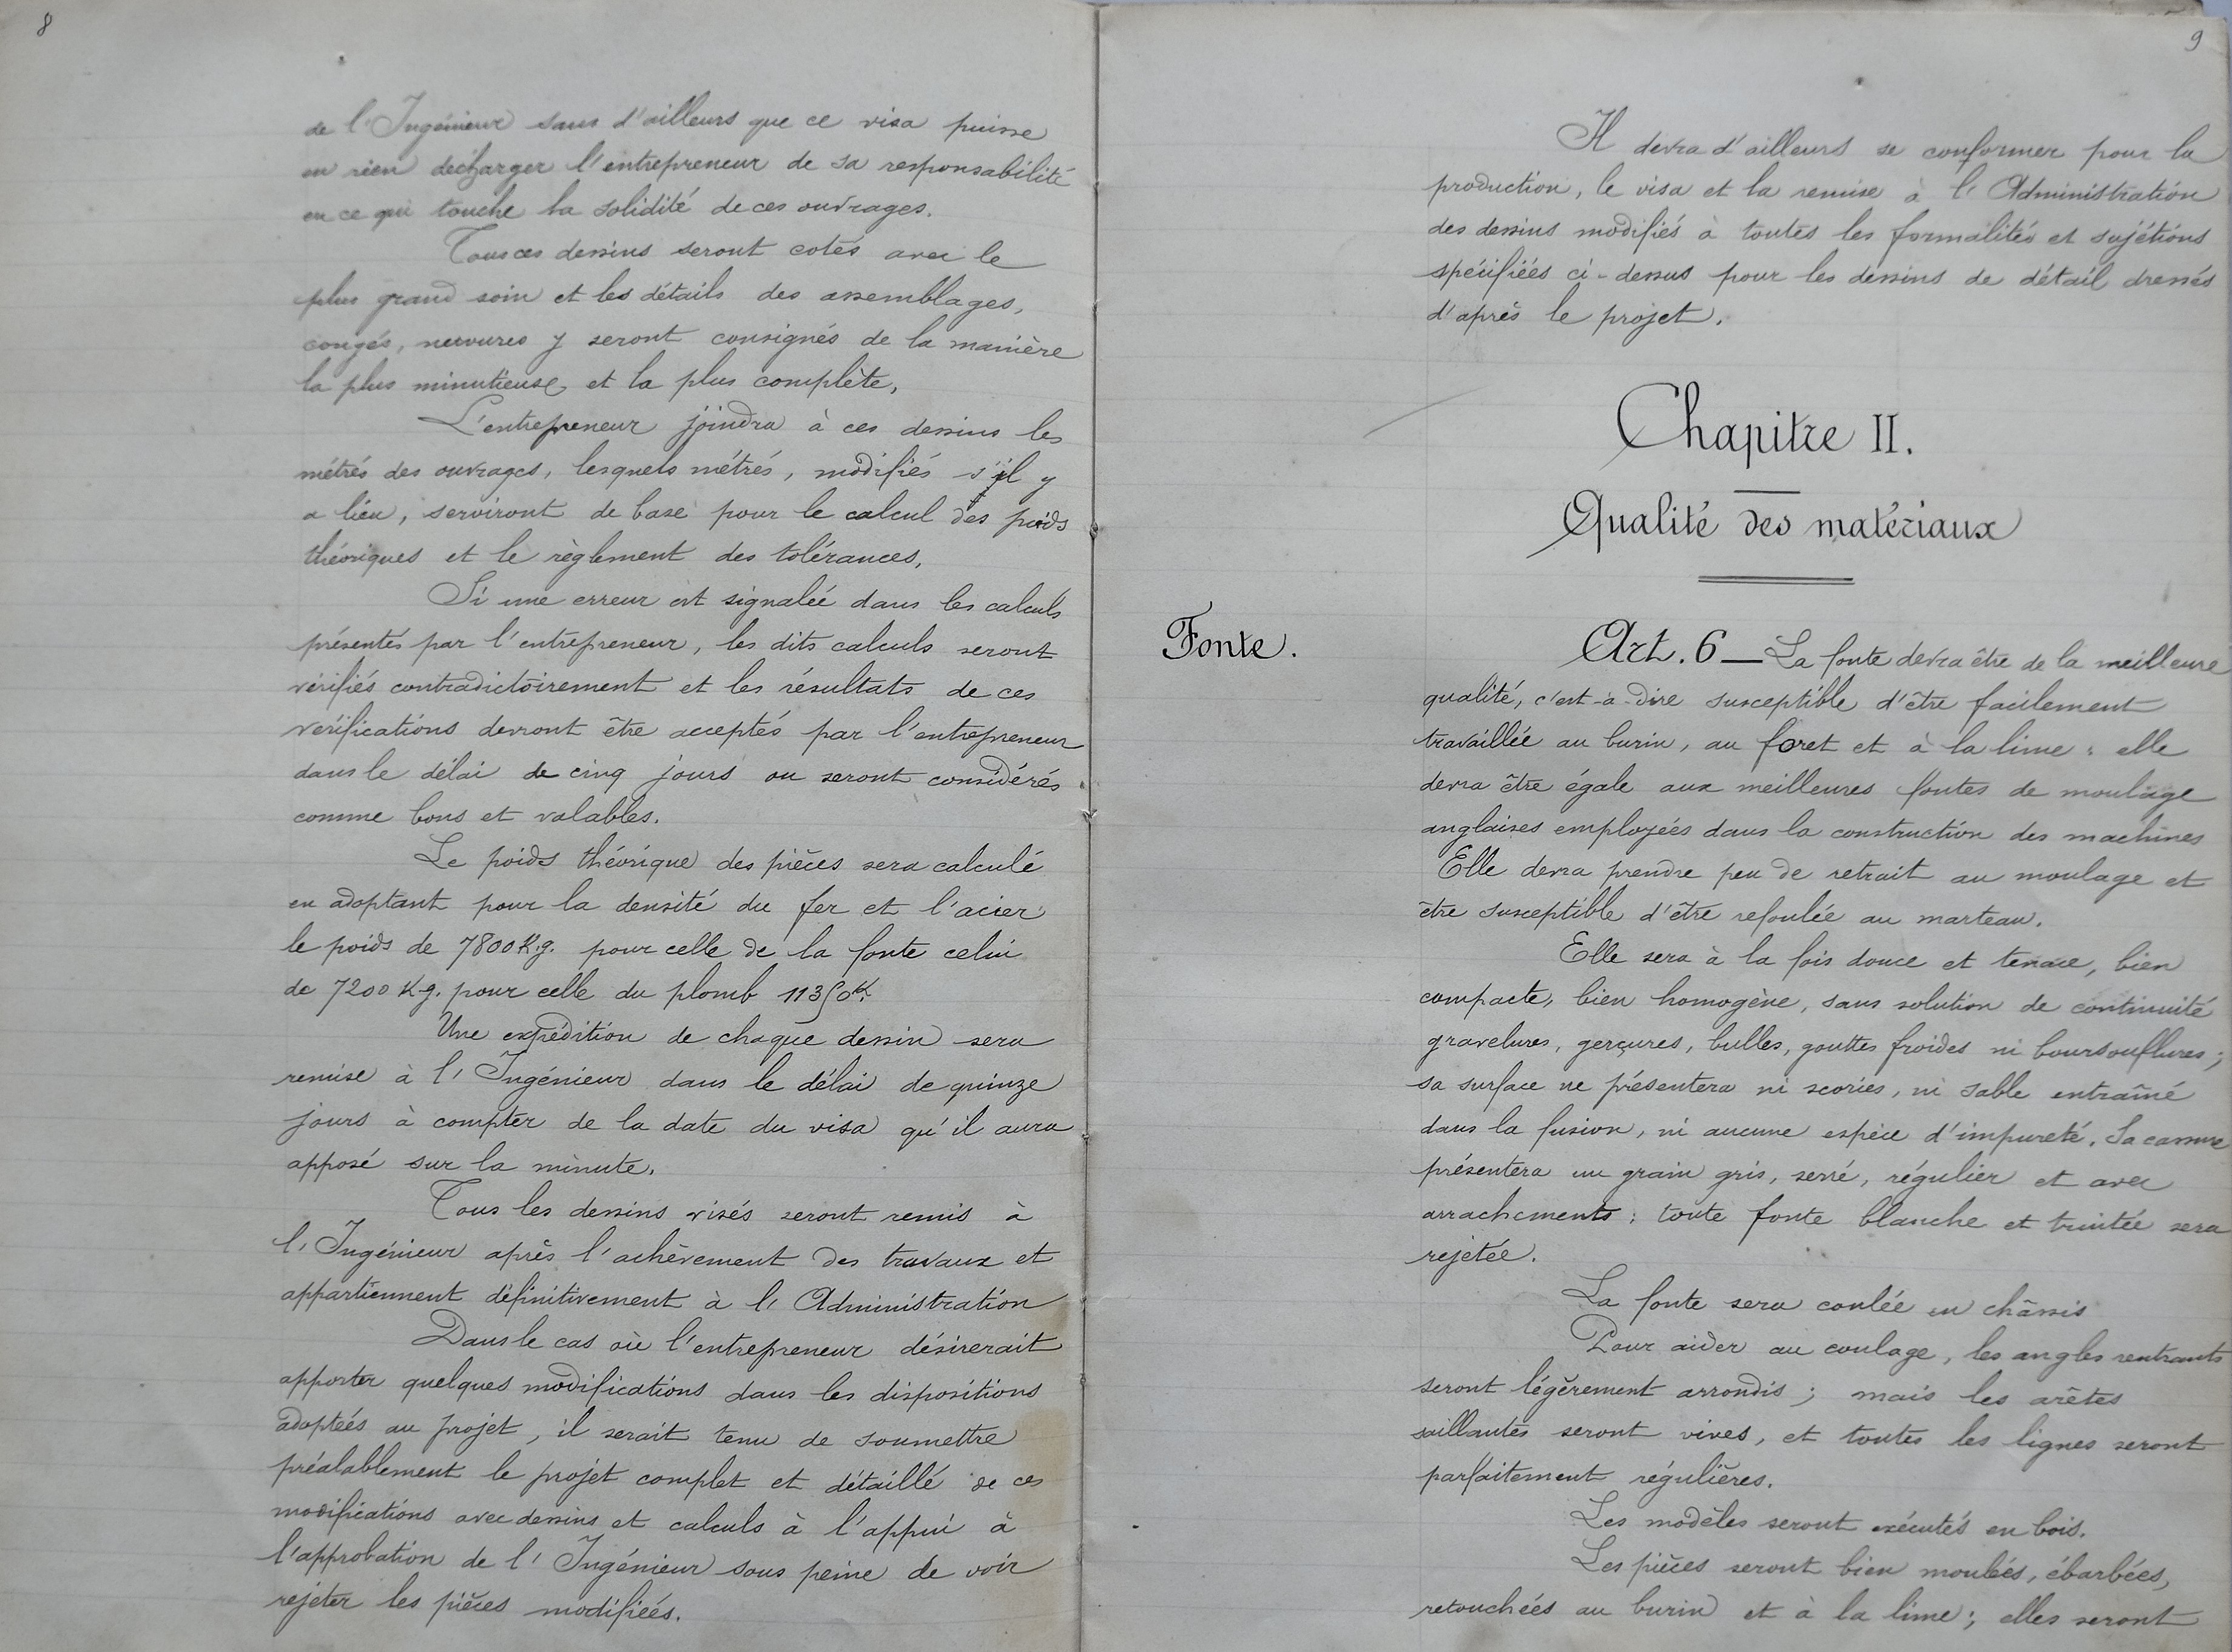 8
de l'Ingénieur sans d'ailleurs que ce visa puisse
en rien décharger l'entrepreneur de sa responsabilité
en ce qui touche la solidité de ces ouvrages.
Tous ces dessins seront cotés avec le
plus grand soin et les détails des assemblages,
congés, nervures y seront consignés de la manière
la plus minutieuse et la plus complète,
L'entrepreneur joindra à ces dessins les
métrés des ouvrages, lesquels métrés, modifiés s'il y
a lieu, serviront de base pour le calcul des poids
théoriques et le règlement des tolérances,
Si une erreur est signalée dans les calculs
présentés par l'entrepreneur, les dits calculs seront
vérifiés contradictoirement et les résultats de ces
vérifications devront être acceptés par l'entrepreneur
dans le délai de cinq jours ou seront considérés
comme bons et valables.
Le poids théorique des pièces sera calculé
en adoptant pour la densité du fer et l'acier
le poids de 7800 K.g. pour celle de la fonte celui
de 7200 K.g. pour celle du plomb 11350 K.
Une expédition de chaque dessin sera
remise à l'Ingénieur dans le délai de quinze
jours à compter de la date du visa qu'il aura
apposé sur la minute.
Tous les dessins visés seront remis à
l'Ingénieur après l'achèvement des travaux et
appartiennent définitivement à l'Administration
Dans le cas où l'entrepreneur désirerait
apporter quelques modifications dans les dispositions
adoptées au projet, il serait tenu de soumettre
préalablement le projet complet et détaillé de ces
modifications avec dessins et calculs à l'appui à
l'approbation de l'Ingénieur sous peine de voir
rejeter les pièces modifiées.
9
Il devra d'ailleurs se conformer pour la
production, le visa et la remise à l'Administration
des dessins modifiés à toutes les formalités et sujétions
spécifiées ci-dessus pour les dessins de détail dressés
d'après le projet.
Chapitre II.
Qualité des matériaux
Fonte.
Art. 6 — La fonte devra être de la meilleure
qualité, c'est-à-dire susceptible d'être facilement
travaillée au burin, au foret et à la lime : elle
devra être égale aux meilleures fontes de moulage
anglaises employées dans la construction des machines
Elle devra prendre peu de retrait au moulage et
être susceptible d'être refoulée au marteau.
Elle sera à la fois douce et tenace, bien
compacte, bien homogène, sans solution de continuité
gravelures, gerçures, bulles, gouttes froides ni boursouflures ;
sa surface ne présentera ni scories, ni sable entraîné
dans la fusion, ni aucune espèce d'impureté. Sa cassure
présentera un grain gris, serré, régulier et avec
arrachements : toute fonte blanche et truitée sera
rejetée.
La fonte sera coulée en châssis
Pour aider au coulage, les angles rentrants
seront légèrement arrondis ; mais les arêtes
saillantes seront vives, et toutes les lignes seront
parfaitement régulières.
Les modèles seront exécutés en bois.
Les pièces seront bien moulées, ébarbées,
retouchées au burin et à la lime ; elles seront